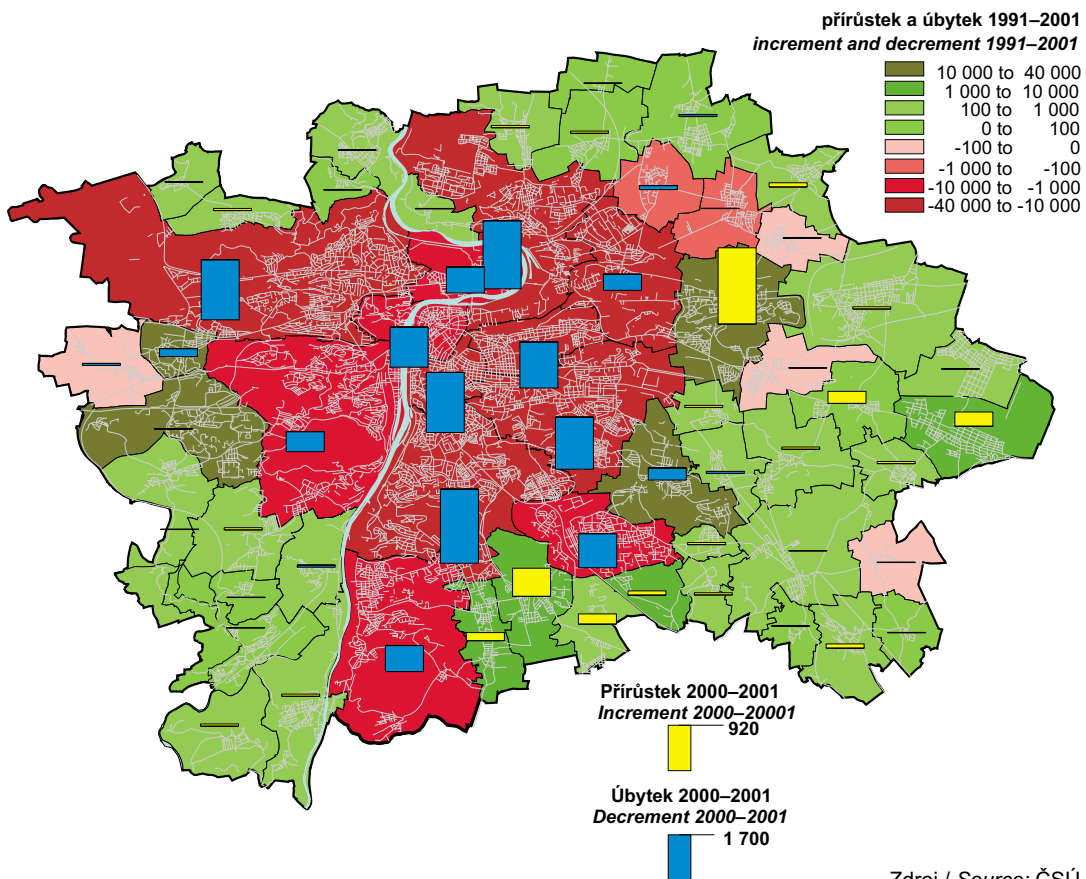 přírůstek a úbytek 1991–2001
increment and decrement 1991–2001
10 000 to 40 000
1 000 to 10 000
100 to 1 000
0 to 100
-100 to 0
-1 000 to -100
-10 000 to -1 000
-40 000 to -10 000
Přírůstek 2000–2001
Increment 2000–20001
920
Úbytek 2000–2001
Decrement 2000–2001
1 700
Zdroj / Source: ČSÚ